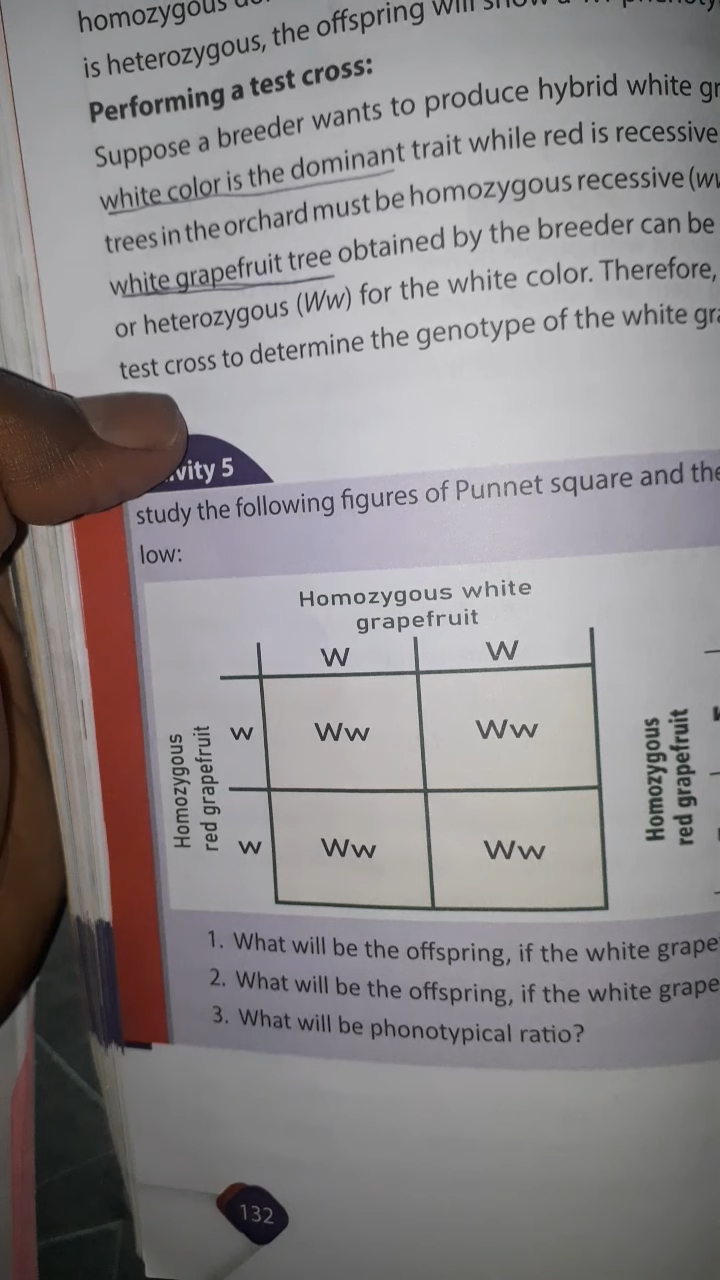 homozygous
is heterozygous, the offspring will show a
Performing a test cross:
Suppose a breeder wants to produce hybrid white
white color is the dominant trait while red is recessive
trees in the orchard must be homozygous recessive
white grapefruit tree obtained by the breeder can be
or heterozygous (Ww) for the white color. Therefore,
test cross to determine the genotype of the white
vity 5
study the following figures of Punnet square and the
low:
Homozygous white
grapefruit
W W
Homozygous
red grapefruit
w Ww Ww
w Ww Ww
Homozygous
red grapefruit
1. What will be the offspring, if the white grape
2. What will be the offspring, if the white grape
3. What will be phonotypical ratio?
132